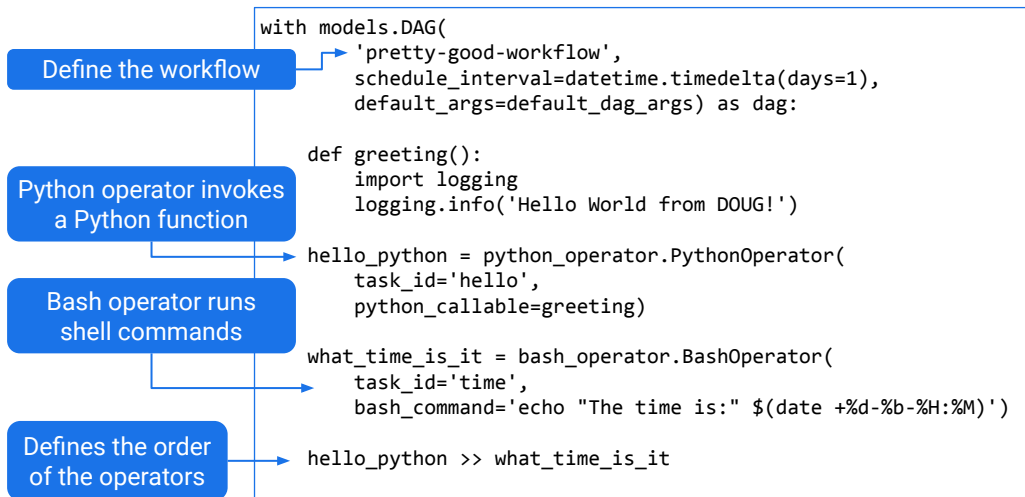 with models.DAG(
'pretty-good-workflow',
Define the workflow
schedule_interval=datetime.timedelta(days=1),
default_args=default_dag_args) as dag:
def greeting():
Python operator invokes
a Python function
import logging
logging.info('Hello World from DOUG!')
hello_python = python_operator.PythonOperator(
task_id='hello',
python_callable=greeting)
Bash operator runs
shell commands
what_time_is_it = bash_operator.BashOperator(
task_id='time',
bash_command='echo "The time is:" $(date +%d-%b-%H:%M)')
Defines the order
of the operators
hello_python >> what_time_is_it